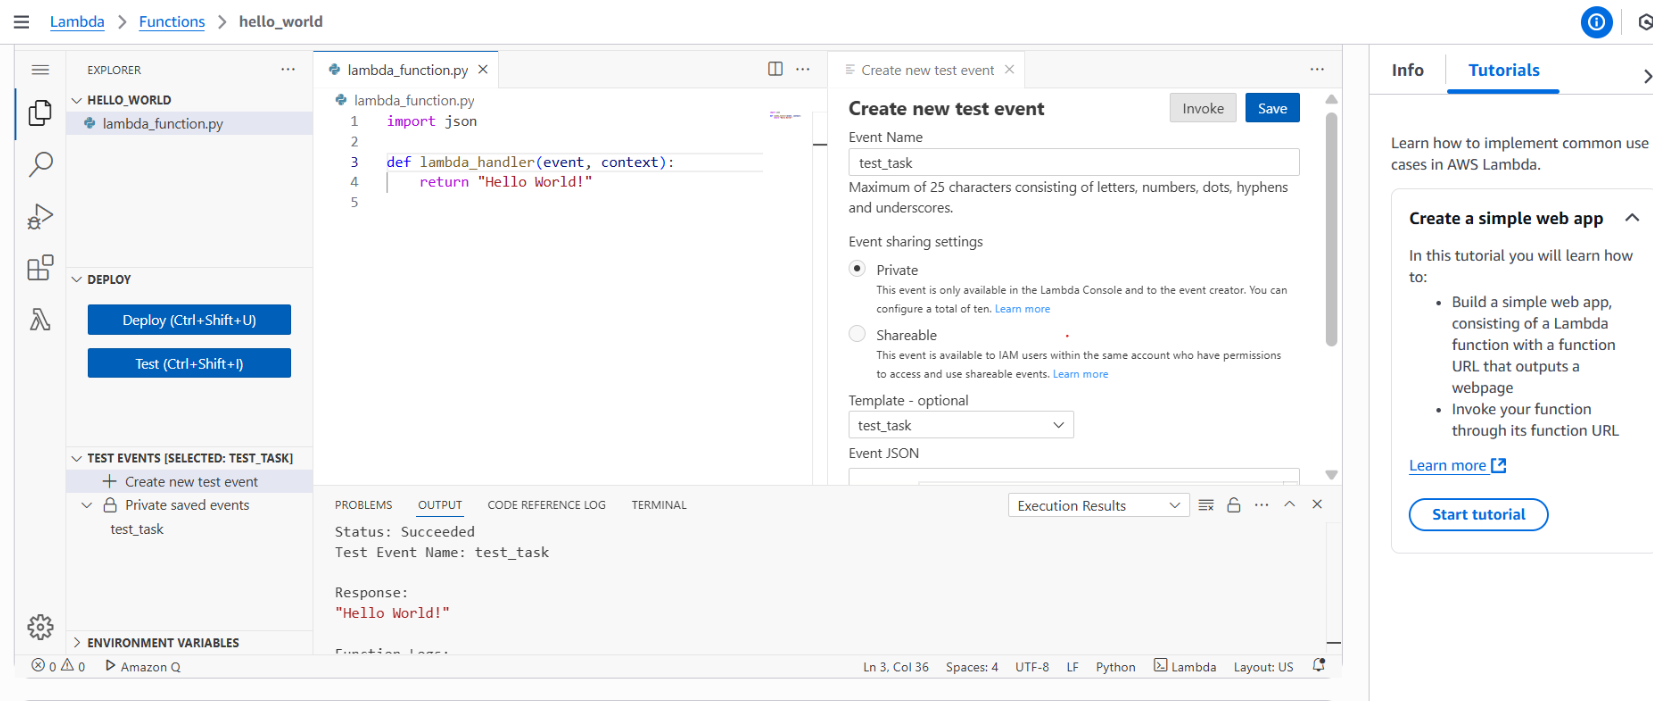 Lambda > Functions > hello_world
EXPLORER
HELLO_WORLD
lambda_function.py
DEPLOY
Deploy (Ctrl+Shift+U)
Test (Ctrl+Shift+I)
TEST EVENTS [SELECTED: TEST_TASK]
Create new test event
Private saved events
test_task
ENVIRONMENT VARIABLES
lambda_function.py
lambda_function.py
1 import json
2
3 def lambda_handler(event, context):
4     return "Hello World!"
5
Create new test event
Create new test event
Invoke
Save
Event Name
test_task
Maximum of 25 characters consisting of letters, numbers, dots, hyphens
and underscores.
Event sharing settings
Private
This event is only available in the Lambda Console and to the event creator. You can
configure a total of ten. Learn more
Shareable
This event is available to IAM users within the same account who have permissions
to access and use shareable events. Learn more
Template - optional
test_task
Event JSON
PROBLEMS OUTPUT CODE REFERENCE LOG TERMINAL
Execution Results
Status: Succeeded
Test Event Name: test_task
Response:
"Hello World!"
Function Logs:
0 0 Amazon Q
Ln 3, Col 36 Spaces: 4 UTF-8 LF Python Lambda Layout: US
Info
Tutorials
Learn how to implement common use
cases in AWS Lambda.
Create a simple web app
In this tutorial you will learn how
to:
• Build a simple web app,
consisting of a Lambda
function with a function
URL that outputs a
webpage
• Invoke your function
through its function URL
Learn more
Start tutorial